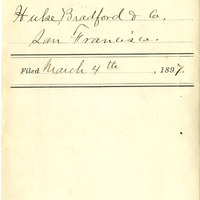 Hulse Bradford & Co.
San Francisco.
Filed March 4th, 1897.